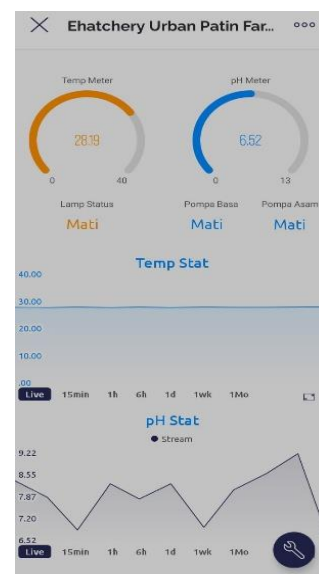 Ehatchery Urban Patin Far...
Temp Meter pH Meter
28.19 6.52
0 40 0 13
Lamp Status Pompa Basa Pompa Asam
Mati Mati Mati
Temp Stat
40.00
30.00
20.00
10.00
.00
Live 15min 1h 6h 1d 1wk 1Mo
pH Stat
Stream
9.22
8.55
7.87
7.20
6.52
Live 15min 1h 6h 1d 1wk 1Mo